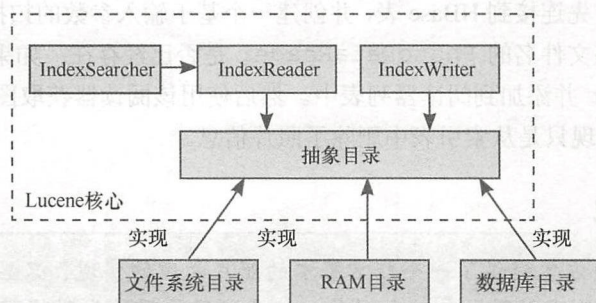 IndexSearcher
IndexReader
IndexWriter
抽象目录
Lucene核心
实现
实现
实现
文件系统目录
RAM目录
数据库目录